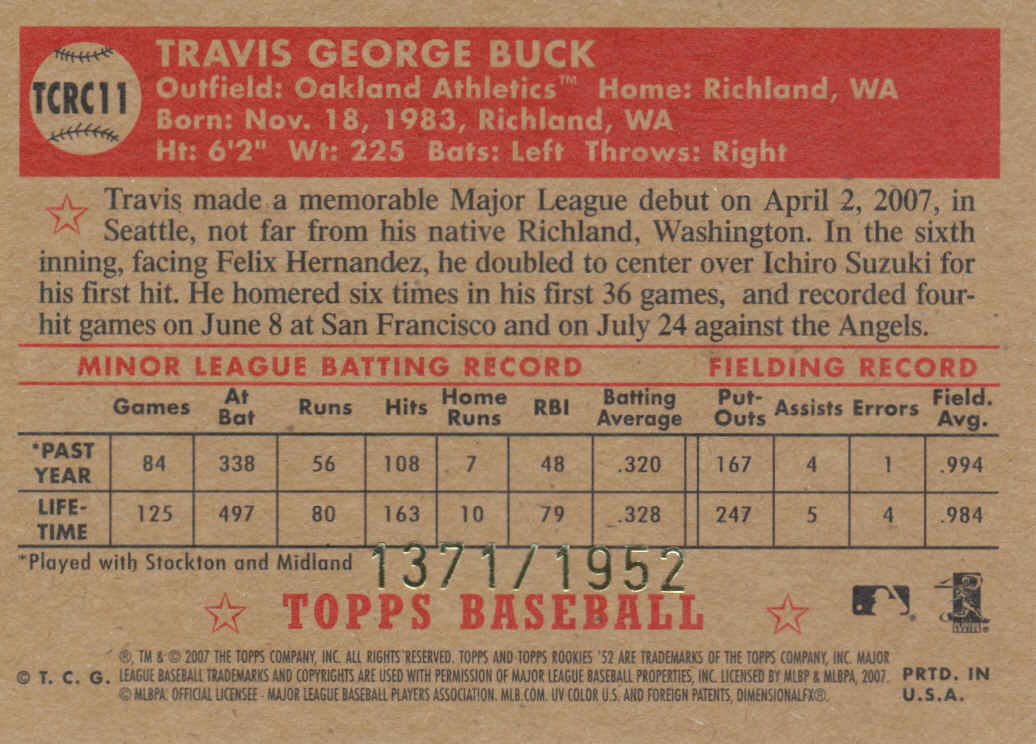 TCRC11
TRAVIS GEORGE BUCK
Outfield: Oakland Athletics™ Home: Richland, WA
Born: Nov. 18, 1983, Richland, WA
Ht: 6'2" Wt: 225 Bats: Left Throws: Right
Travis made a memorable Major League debut on April 2, 2007, in
Seattle, not far from his native Richland, Washington. In the sixth
inning, facing Felix Hernandez, he doubled to center over Ichiro Suzuki for
his first hit. He homered six times in his first 36 games, and recorded four-
hit games on June 8 at San Francisco and on July 24 against the Angels.
MINOR LEAGUE BATTING RECORD FIELDING RECORD
Games At Bat Runs Hits Home Runs RBI Batting Average Put-Outs Assists Errors Field. Avg.
*PAST YEAR 84 338 56 108 7 48 .320 167 4 1 .994
LIFE-TIME 125 497 80 163 10 79 .328 247 5 4 .984
*Played with Stockton and Midland
1371/1952
TOPPS BASEBALL
®, TM & © 2007 THE TOPPS COMPANY, INC. ALL RIGHTS RESERVED. TOPPS AND TOPPS ROOKIES '52 ARE TRADEMARKS OF THE TOPPS COMPANY, INC. MAJOR
LEAGUE BASEBALL TRADEMARKS AND COPYRIGHTS ARE USED WITH PERMISSION OF MAJOR LEAGUE BASEBALL PROPERTIES, INC. LICENSED BY MLBP & MLBPA, 2007.
© MLBPA: OFFICIAL LICENSEE - MAJOR LEAGUE BASEBALL PLAYERS ASSOCIATION. MLB.COM. UV COLOR U.S. AND FOREIGN PATENTS, DIMENSIONALFX®.
© T. C. G.
PRTD. IN
U.S.A.